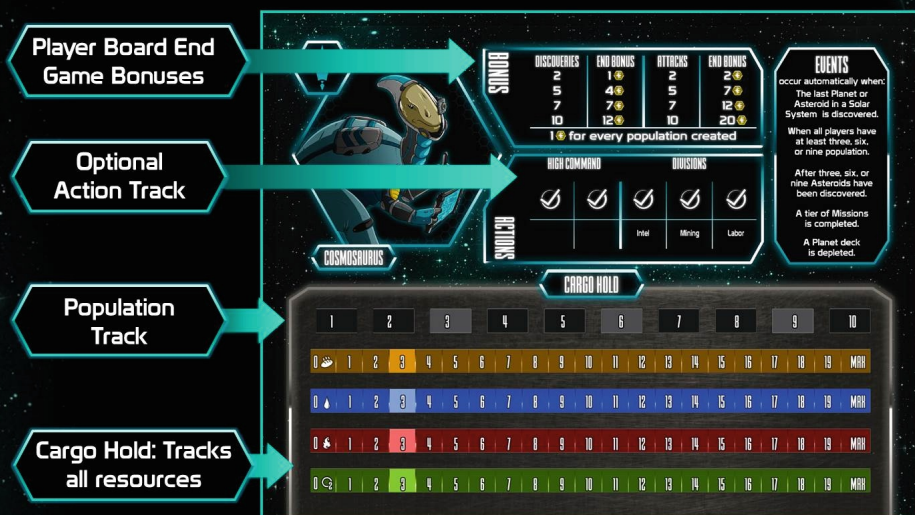 Player Board End
Game Bonuses
Optional
Action Track
Population
Track
Cargo Hold: Tracks
all resources
COSMOSAURUS
BONUS
DISCOVERIES END BONUS ATTACKS END BONUS
2 1 2 2
5 4 5 7
7 7 7 12
10 12 10 20
1 for every population created
ACTIONS
HIGH COMMAND DIVISIONS
Intel Mining Labor
EVENTS
occur automatically when:
The last Planet or
Asteroid in a Solar
System is discovered.
When all players have
at least three, six,
or nine population.
After three, six, or
nine Asteroids have
been discovered.
A tier of Missions
is completed.
A Planet deck
is depleted.
CARGO HOLD
1 2 3 4 5 6 7 8 9 10
0 1 2 3 4 5 6 7 8 9 10 11 12 13 14 15 16 17 18 19 MAX
0 1 2 3 4 5 6 7 8 9 10 11 12 13 14 15 16 17 18 19 MAX
0 1 2 3 4 5 6 7 8 9 10 11 12 13 14 15 16 17 18 19 MAX
0 O2 1 2 3 4 5 6 7 8 9 10 11 12 13 14 15 16 17 18 19 MAX